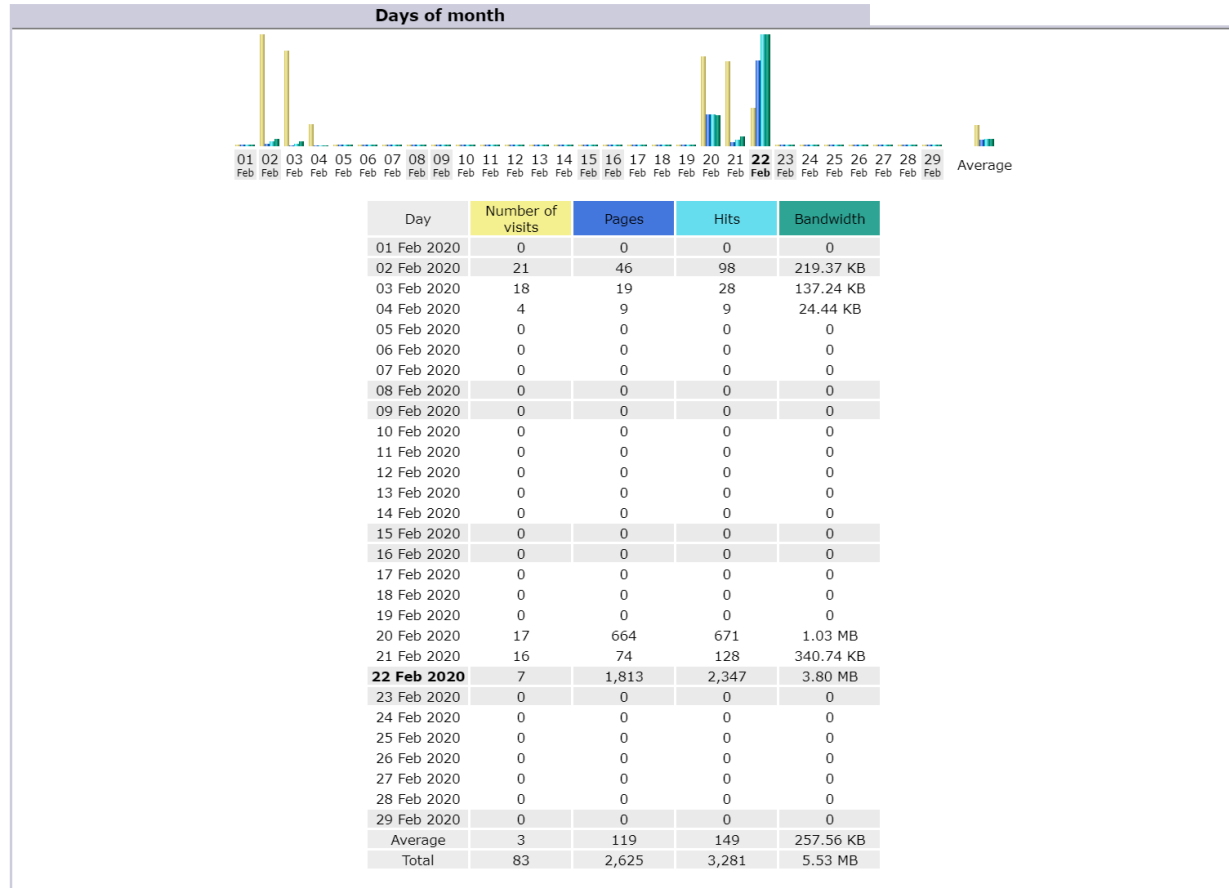 Days of month
01 02 03 04 05 06 07 08 09 10 11 12 13 14 15 16 17 18 19 20 21 22 23 24 25 26 27 28 29 Average
Feb Feb Feb Feb Feb Feb Feb Feb Feb Feb Feb Feb Feb Feb Feb Feb Feb Feb Feb Feb Feb Feb Feb Feb Feb Feb Feb Feb Feb
Day Number of visits Pages Hits Bandwidth
01 Feb 2020 0 0 0 0
02 Feb 2020 21 46 98 219.37 KB
03 Feb 2020 18 19 28 137.24 KB
04 Feb 2020 4 9 9 24.44 KB
05 Feb 2020 0 0 0 0
06 Feb 2020 0 0 0 0
07 Feb 2020 0 0 0 0
08 Feb 2020 0 0 0 0
09 Feb 2020 0 0 0 0
10 Feb 2020 0 0 0 0
11 Feb 2020 0 0 0 0
12 Feb 2020 0 0 0 0
13 Feb 2020 0 0 0 0
14 Feb 2020 0 0 0 0
15 Feb 2020 0 0 0 0
16 Feb 2020 0 0 0 0
17 Feb 2020 0 0 0 0
18 Feb 2020 0 0 0 0
19 Feb 2020 0 0 0 0
20 Feb 2020 17 664 671 1.03 MB
21 Feb 2020 16 74 128 340.74 KB
22 Feb 2020 7 1,813 2,347 3.80 MB
23 Feb 2020 0 0 0 0
24 Feb 2020 0 0 0 0
25 Feb 2020 0 0 0 0
26 Feb 2020 0 0 0 0
27 Feb 2020 0 0 0 0
28 Feb 2020 0 0 0 0
29 Feb 2020 0 0 0 0
Average 3 119 149 257.56 KB
Total 83 2,625 3,281 5.53 MB